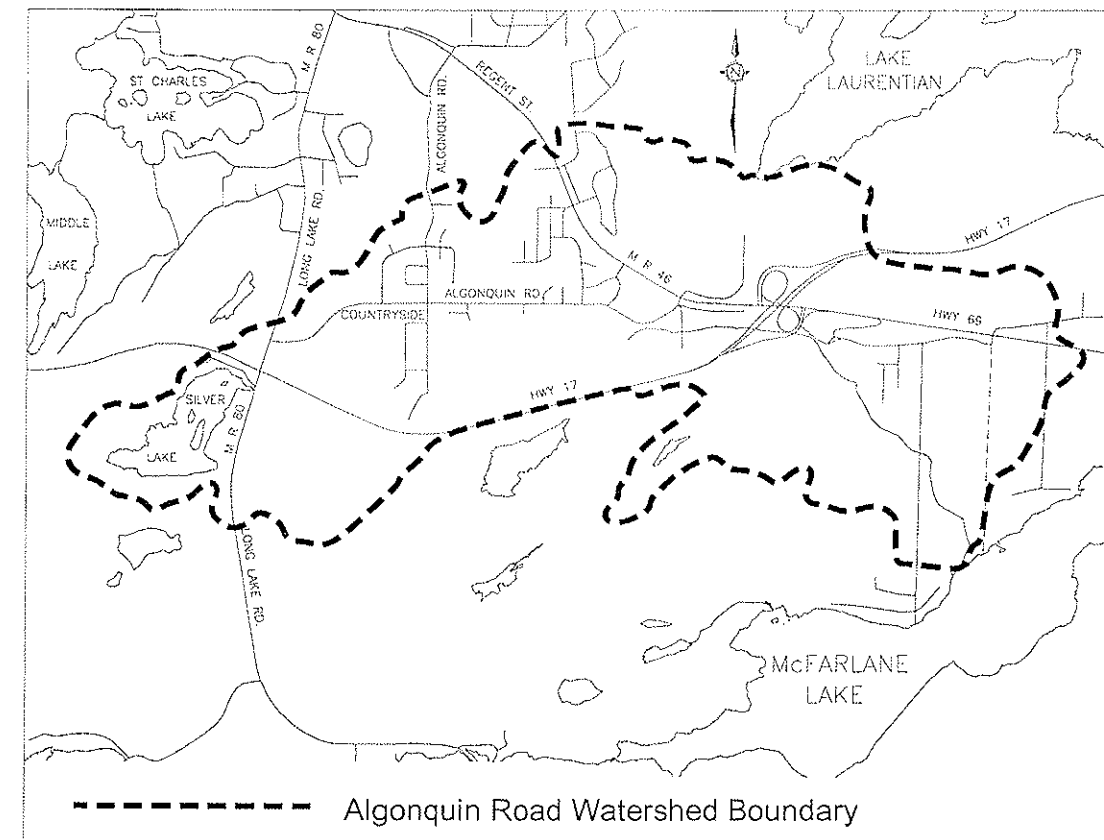 M R 80
ST. CHARLES
LAKE
REGENT ST.
ALGONQUIN RD.
N
LAKE
LAURENTIAN
MIDDLE
LAKE
LONG LAKE RD.
HWY 17
M R 46
ALGONQUIN RD.
COUNTRYSIDE
HWY 69
HWY 17
SILVER
LAKE
M R 80
LONG LAKE RD.
McFARLANE
LAKE
Algonquin Road Watershed Boundary